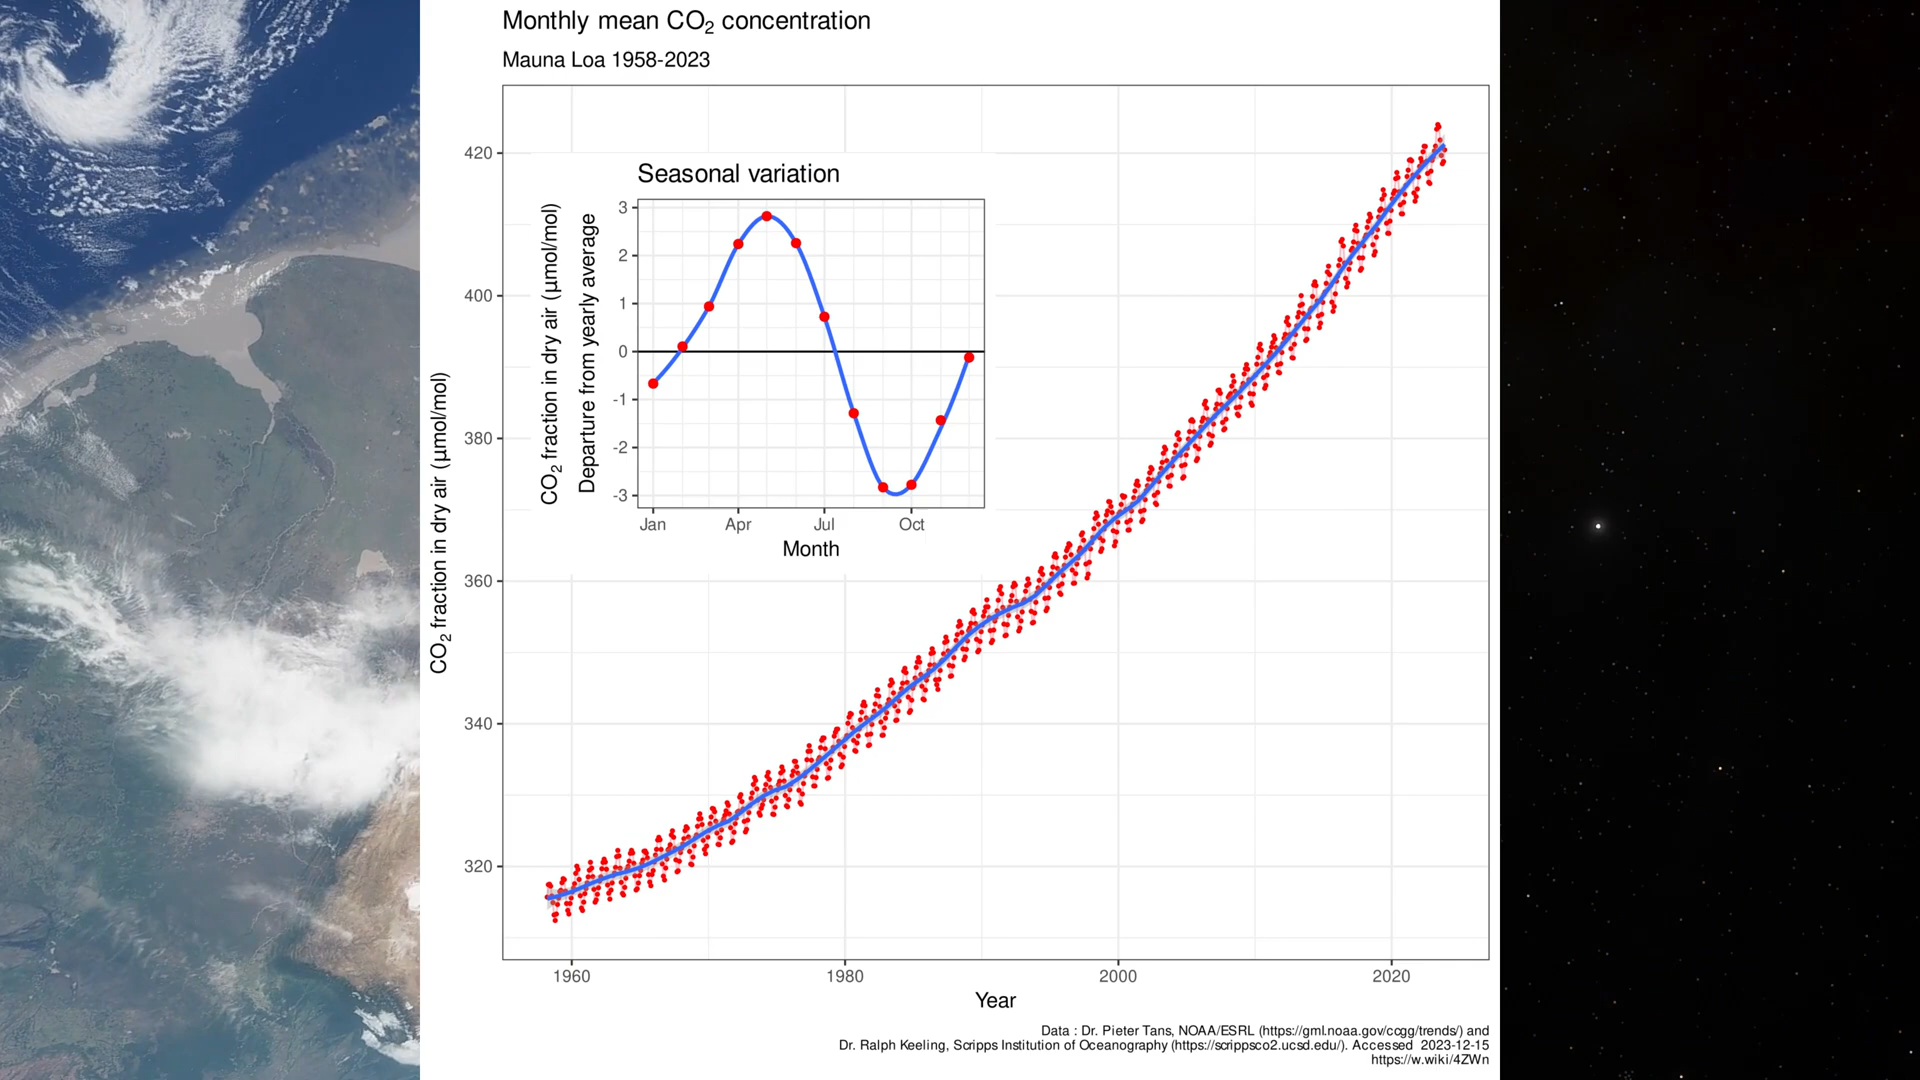 Monthly mean CO₂ concentration
Mauna Loa 1958-2023
CO₂ fraction in dry air (μmol/mol)
420
400
380
360
340
320
Seasonal variation
CO₂ fraction in dry air (μmol/mol)
Departure from yearly average
3
2
1
0
-1
-2
-3
Jan Apr Jul Oct
Month
1960 1980 2000 2020
Year
Data : Dr. Pieter Tans, NOAA/ESRL (https://gml.noaa.gov/ccgg/trends/) and
Dr. Ralph Keeling, Scripps Institution of Oceanography (https://scrippsco2.ucsd.edu/). Accessed 2023-12-15
https://w.wiki/4ZWn